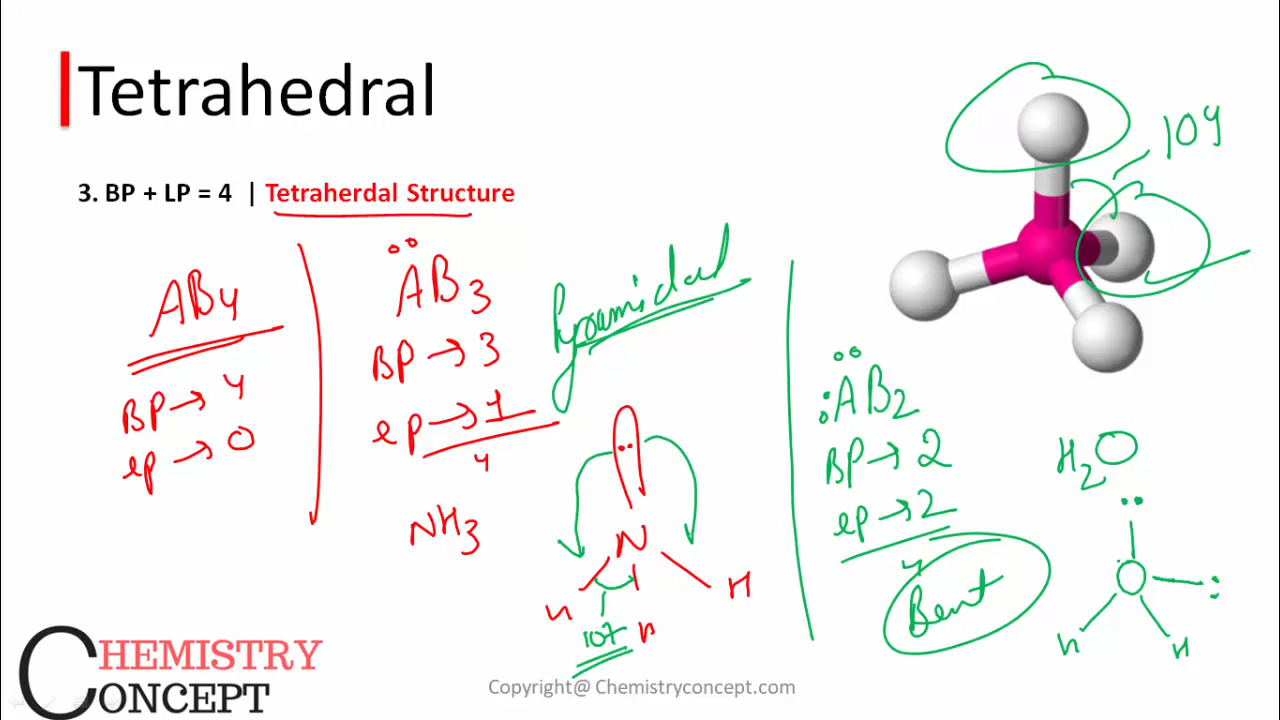 Tetrahedral
3. BP + LP = 4 | Tetraherdal Structure
AB4
BP → 4
lp → 0
AB3
BP → 3
lp → 1
4
NH3
Pyramidal
N
H
H
H
107
109
:AB2
BP → 2
lp → 2
4
Bent
H2O
O
H
H
CHEMISTRY
CONCEPT
Copyright@ Chemistryconcept.com